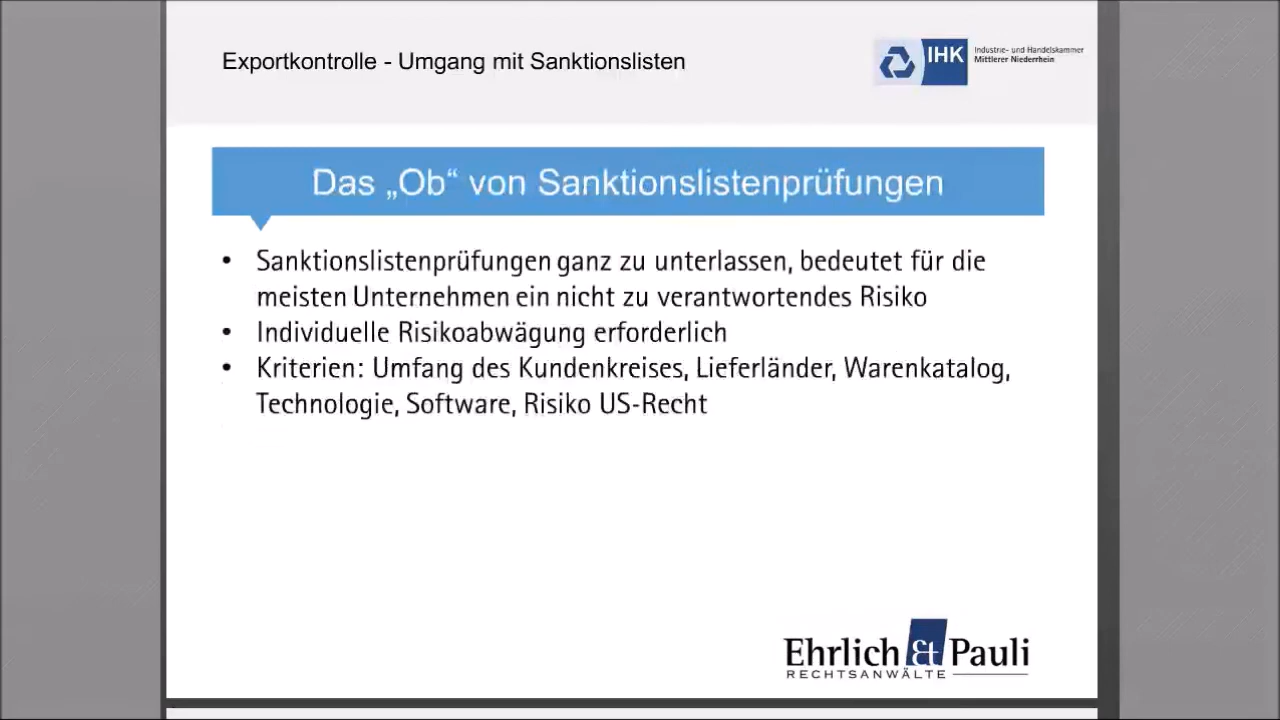 Exportkontrolle - Umgang mit Sanktionslisten
IHK
Industrie- und Handelskammer
Mittlerer Niederrhein
Das „Ob“ von Sanktionslistenprüfungen
• Sanktionslistenprüfungen ganz zu unterlassen, bedeutet für die
meisten Unternehmen ein nicht zu verantwortendes Risiko
• Individuelle Risikoabwägung erforderlich
• Kriterien: Umfang des Kundenkreises, Lieferländer, Warenkatalog,
Technologie, Software, Risiko US-Recht
Ehrlich & Pauli
RECHTSANWÄLTE